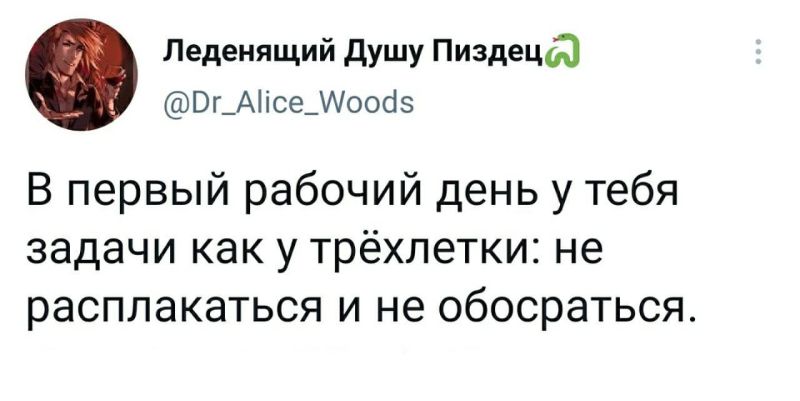 Леденящий Душу Пиздец🐍
@Dr_Alice_Woods
В первый рабочий день у тебя
задачи как у трёхлетки: не
расплакаться и не обосраться.